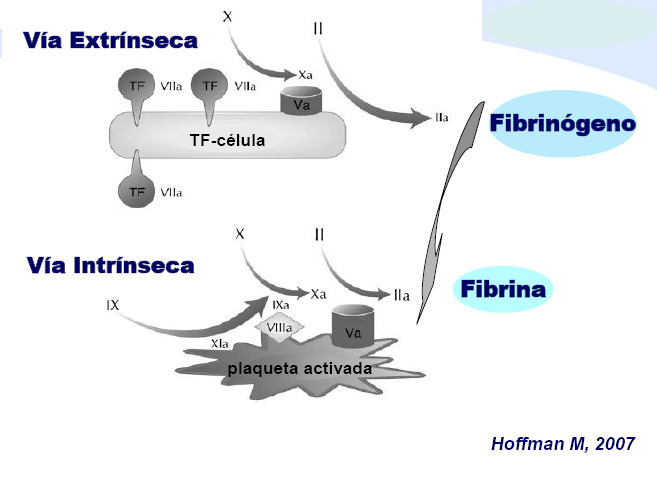 Vía Extrínseca
X
II
TF VIIa
TF VIIa
Xa
Va
IIa
Fibrinógeno
TF-célula
TF VIIa
Vía Intrínseca
X
II
IX
IXa
Xa
IIa
Fibrina
VIIIa
Va
XIa
plaqueta activada
Hoffman M, 2007